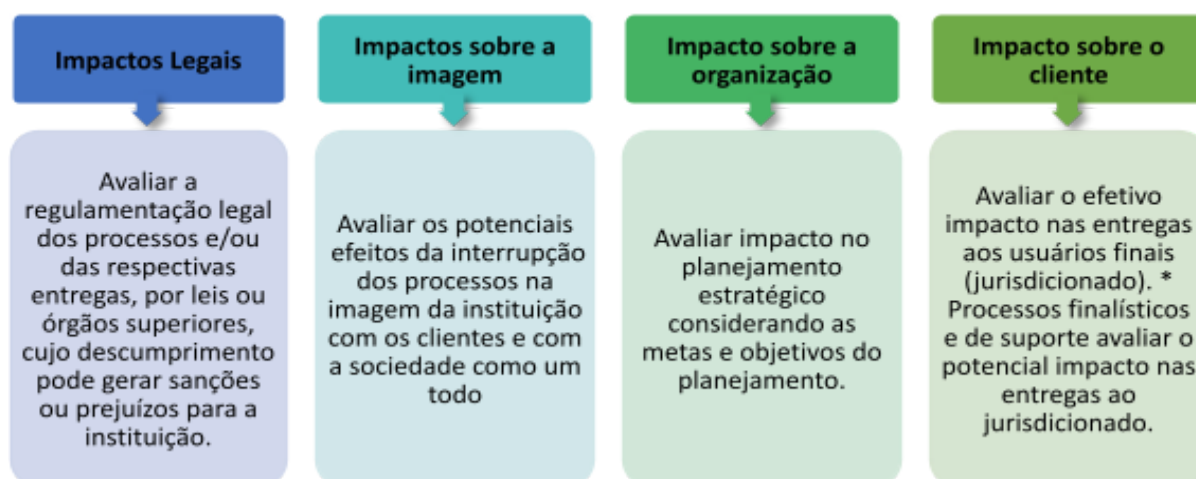 Impactos Legais
Avaliar a
regulamentação legal
dos processos e/ou
das respectivas
entregas, por leis ou
órgãos superiores,
cujo descumprimento
pode gerar sanções
ou prejuízos para a
instituição.
Impactos sobre a
imagem
Avaliar os potenciais
efeitos da interrupção
dos processos na
imagem da instituição
com os clientes e com
a sociedade como um
todo
Impacto sobre a
organização
Avaliar impacto no
planejamento
estratégico
considerando as
metas e objetivos do
planejamento.
Impacto sobre o
cliente
Avaliar o efetivo
impacto nas entregas
aos usuários finais
(jurisdicionado). *
Processos finalísticos
e de suporte avaliar o
potencial impacto nas
entregas ao
jurisdicionado.